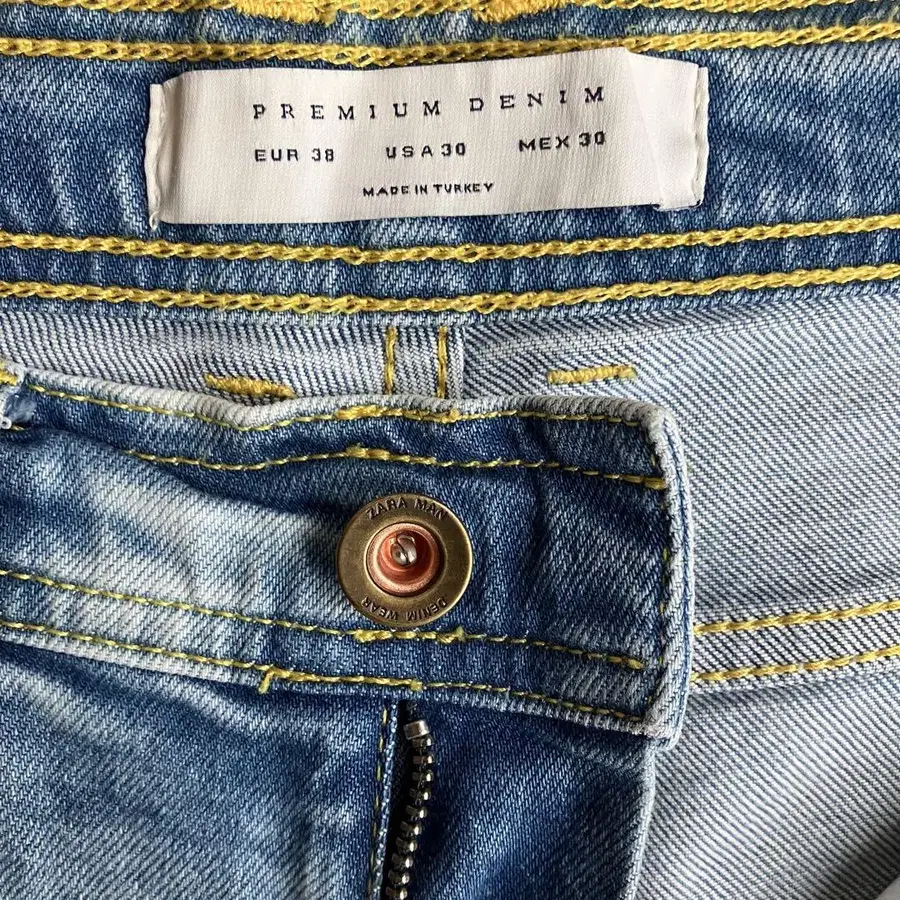 PREMIUM DENIM
EUR 38 USA 30 MEX 30
MADE IN TURKEY
ZARA MAN
DENIM WEAR